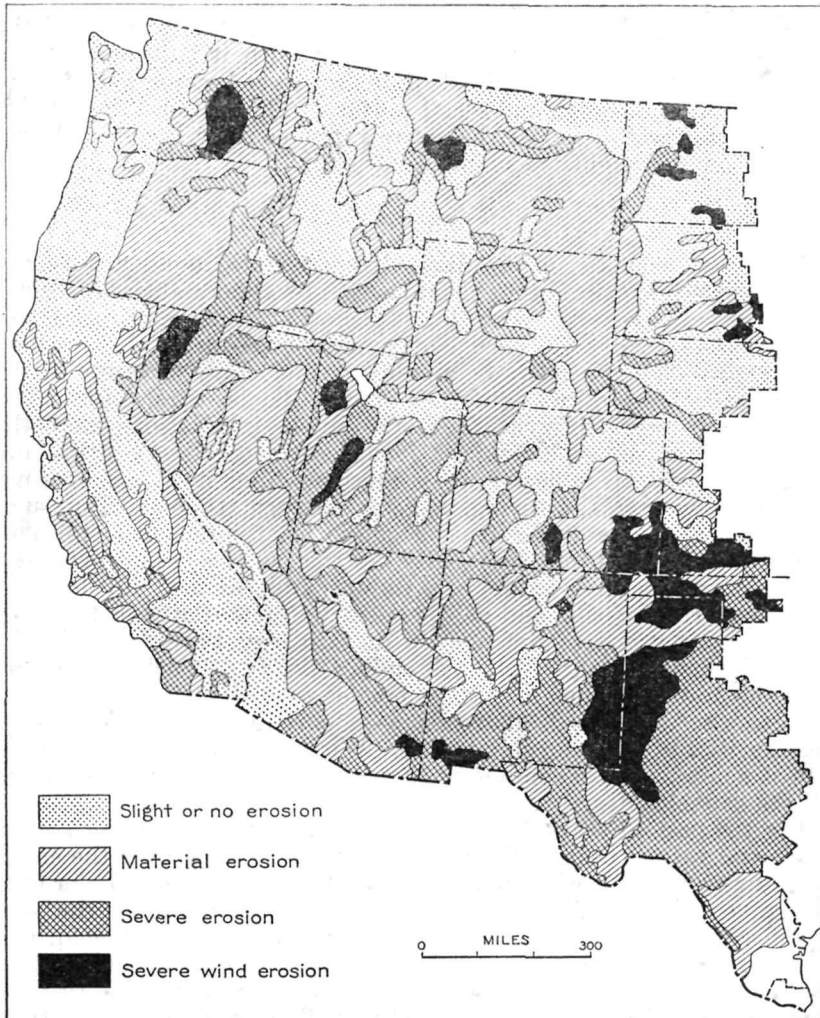 Slight or no erosion
Material erosion
Severe erosion
Severe wind erosion
MILES
0 300